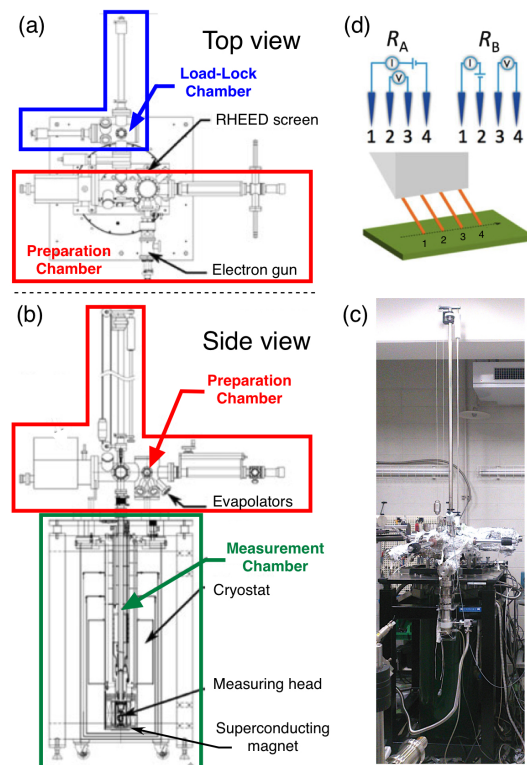 (a)
Top view
Load-Lock
Chamber
RHEED screen
Preparation
Chamber
Electron gun
(b)
Side view
Preparation
Chamber
Evapolators
Measurement
Chamber
Cryostat
Measuring head
Superconducting
magnet
(d)
RA RB
I V I V
1 2 3 4 1 2 3 4
1 2 3 4
(c)